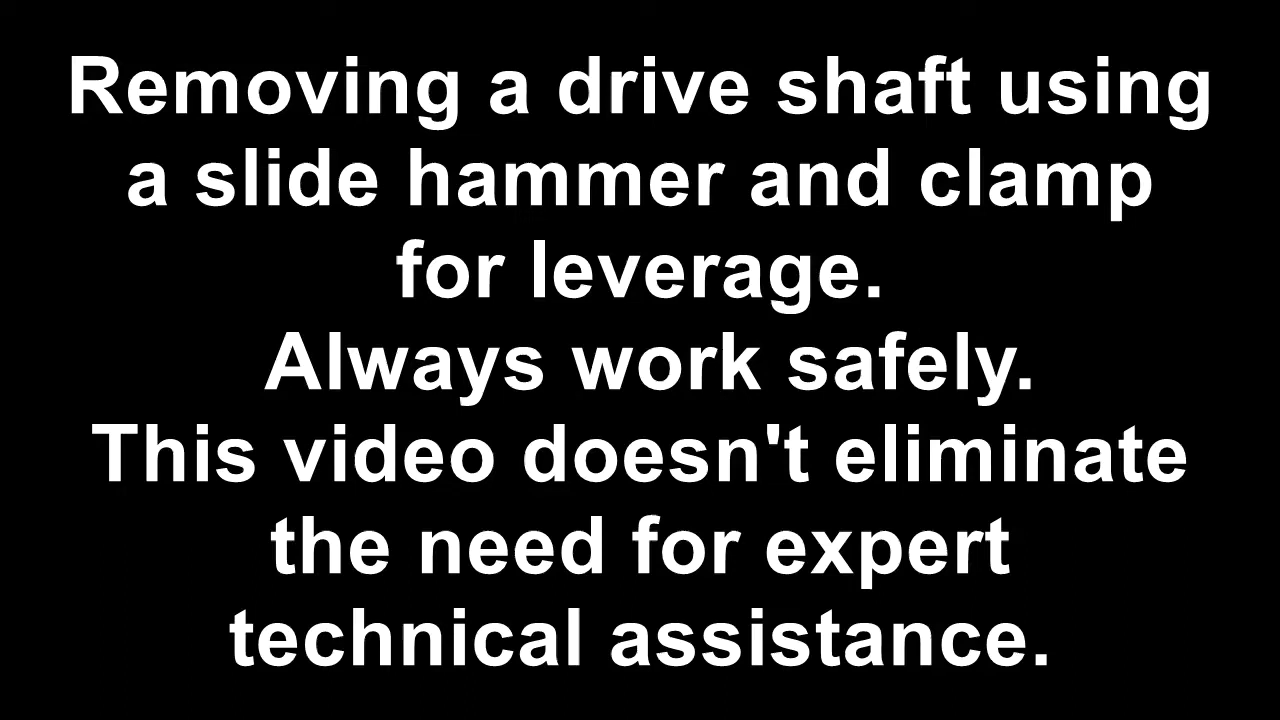 Removing a drive shaft using
a slide hammer and clamp
for leverage.
Always work safely.
This video doesn't eliminate
the need for expert
technical assistance.